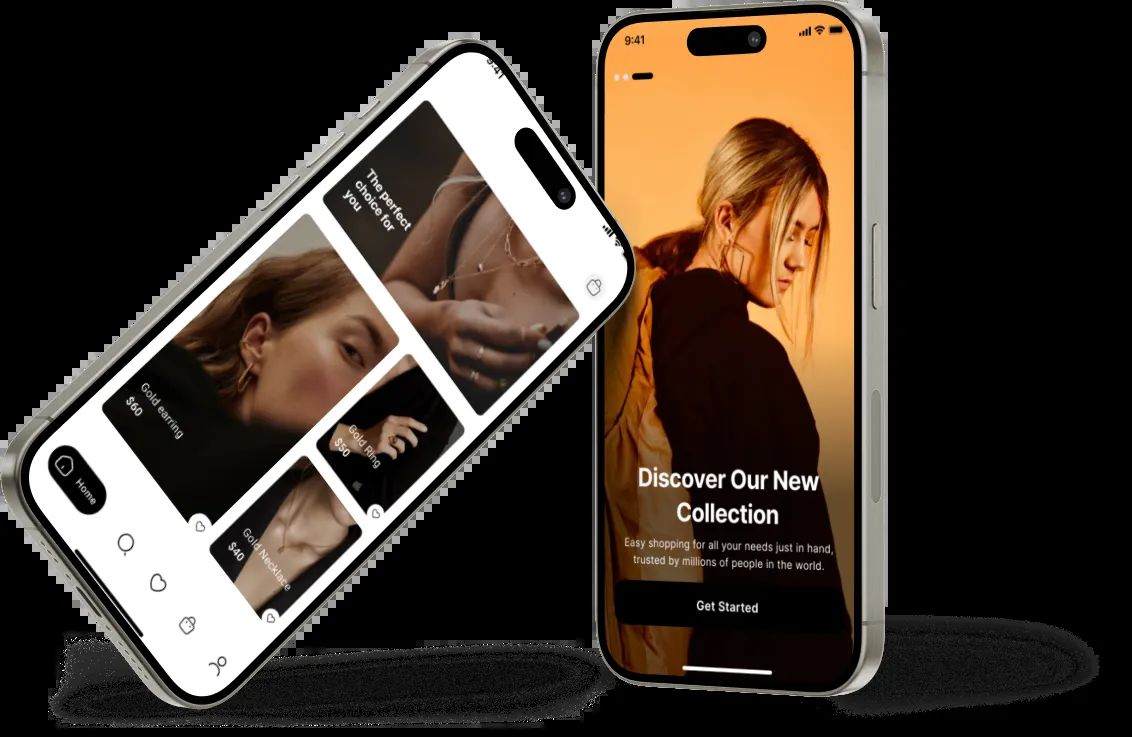 9:41
The perfect
choice for
you
Gold earring
$60
Gold Ring
$50
Gold Necklace
$40
Home
9:41
Discover Our New
Collection
Easy shopping for all your needs just in hand,
trusted by millions of people in the world.
Get Started